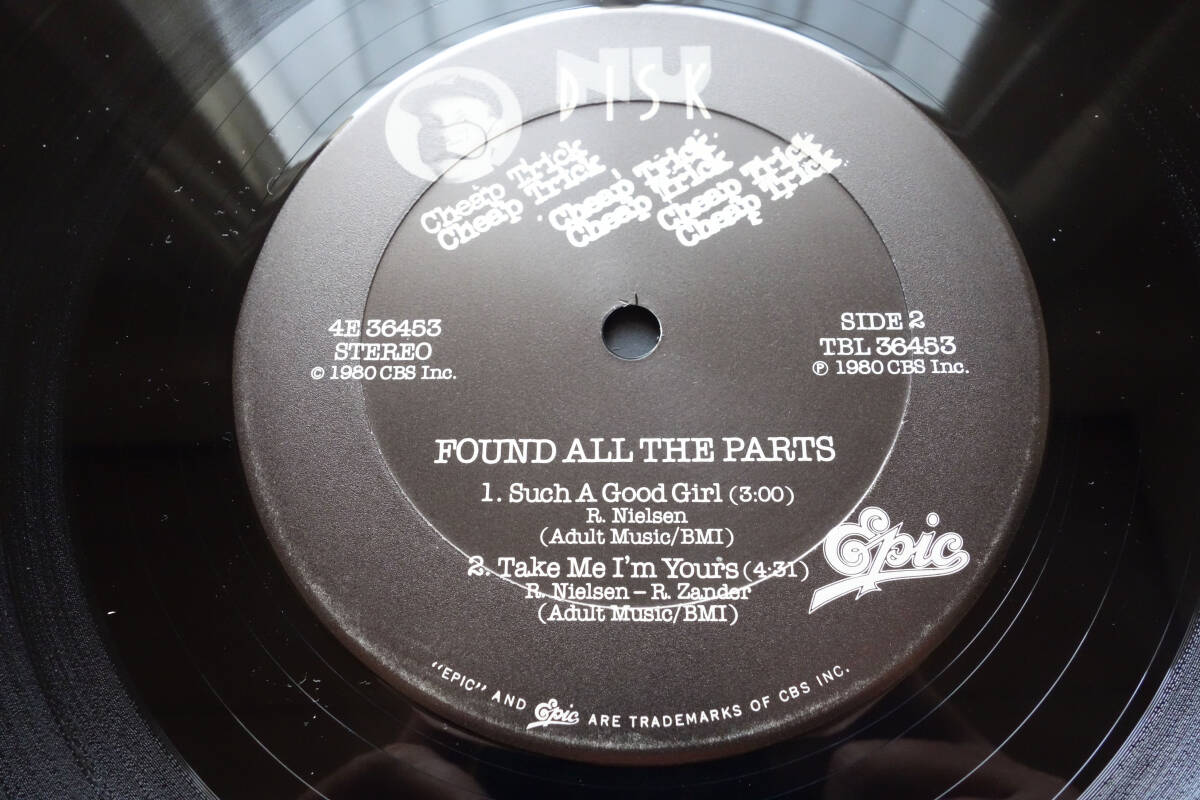 NU
DISK
Cheap Trick Cheap Trick Cheap Trick
Cheap Trick Cheap Trick Cheap Trick
4E 36453
STEREO
© 1980 CBS Inc.
SIDE 2
TBL 36453
℗ 1980 CBS Inc.
FOUND ALL THE PARTS
1. Such A Good Girl (3:00)
R. Nielsen
(Adult Music/BMI)
2. Take Me I'm Yours (4:31)
R. Nielsen – R. Zander
(Adult Music/BMI)
Epic
"EPIC" AND Epic ARE TRADEMARKS OF CBS INC.